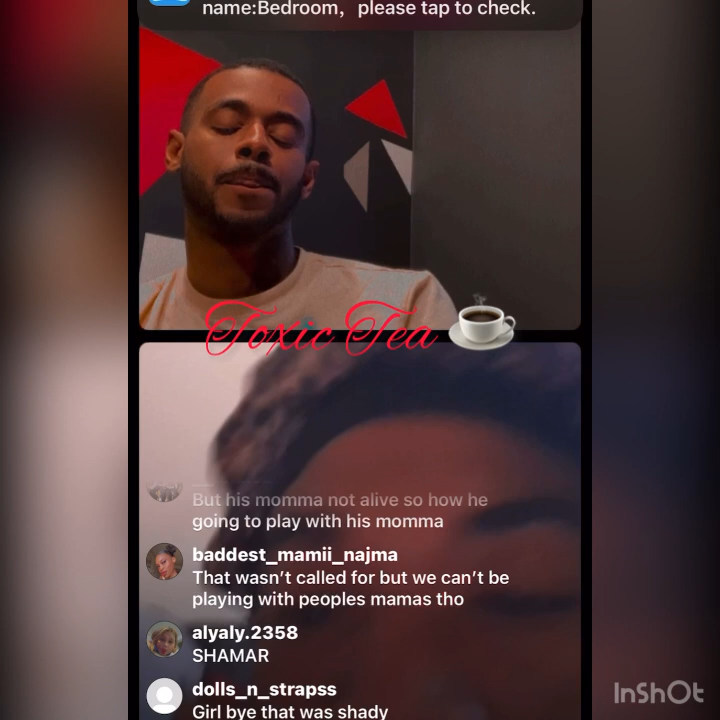 name:Bedroom，please tap to check.
Toxic Tea
But his momma not alive so how he
going to play with his momma
baddest_mamii_najma
That wasn’t called for but we can’t be
playing with peoples mamas tho
alyaly.2358
SHAMAR
dolls_n_strapss
Girl bye that was shady
InShOt